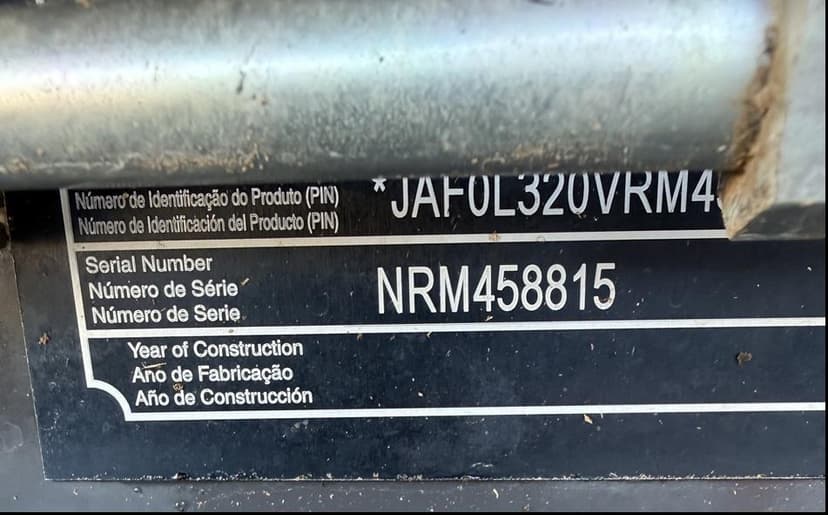 Número de Identificação do Produto (PIN)
Número de Identificación del Producto (PIN)
*JAF0L320VRM4
Serial Number
Número de Série
Número de Serie
NRM458815
Year of Construction
Ano de Fabricação
Año de Construcción